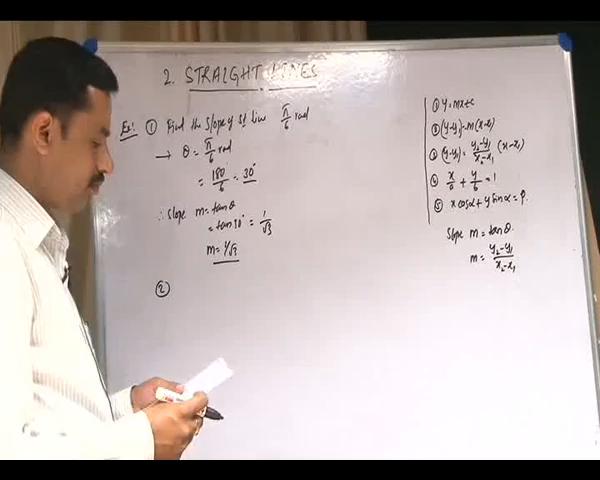 2. STRAIGHT LINES
Ex: ① Find the slope of st line π/6 rad
→ θ = π/6 rad
= 180°/6 = 30°
∴ slope m = tanθ
= tan30° = 1/√3
m = 1/√3
②
① y = mx+c
② (y-y₁) = m(x-x₁)
③ (y-y₁) = y₂-y₁/x₂-x₁ (x-x₁)
④ x/a + y/b = 1
⑤ x cosα + y sinα = P.
Slope m = tanθ.
m = y₂-y₁/x₂-x₁